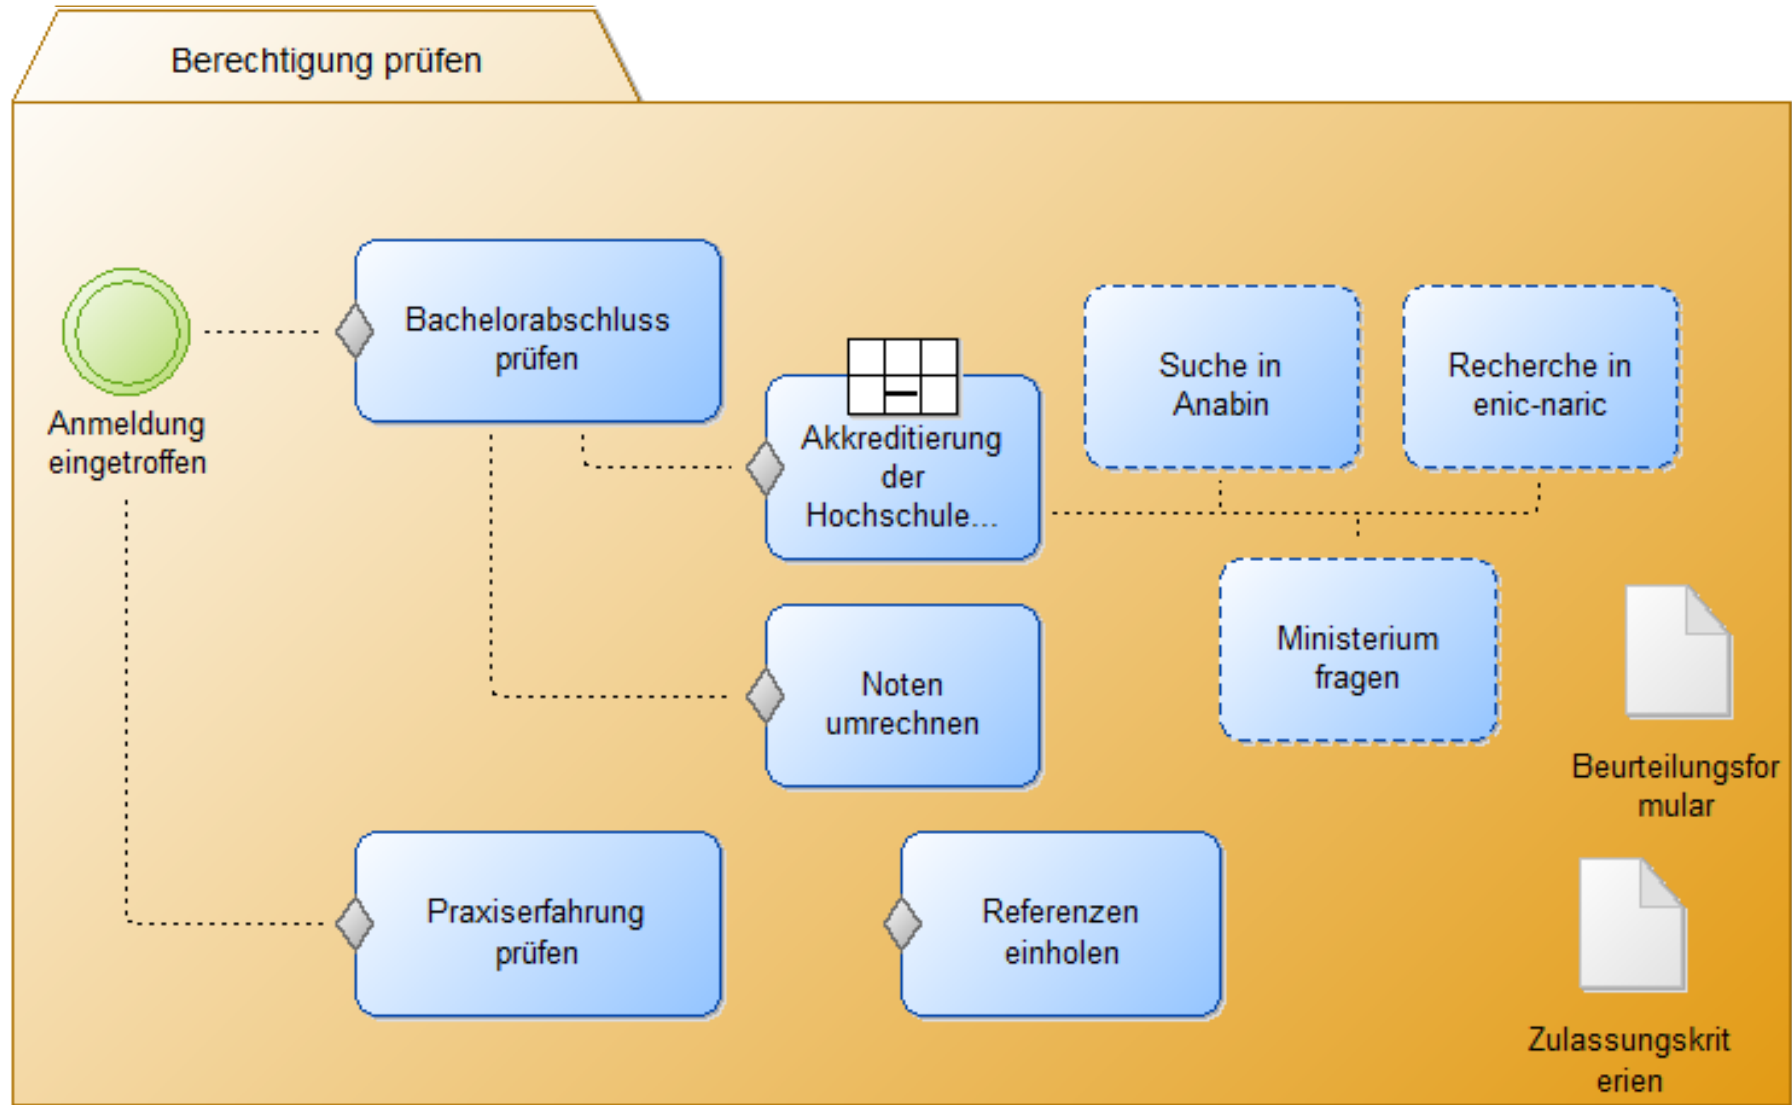 Berechtigung prüfen
Anmeldung
eingetroffen
Bachelorabschluss
prüfen
Akkreditierung
der
Hochschule...
Suche in
Anabin
Recherche in
enic-naric
Ministerium
fragen
Noten
umrechnen
Beurteilungsfor
mular
Praxiserfahrung
prüfen
Referenzen
einholen
Zulassungskrit
erien